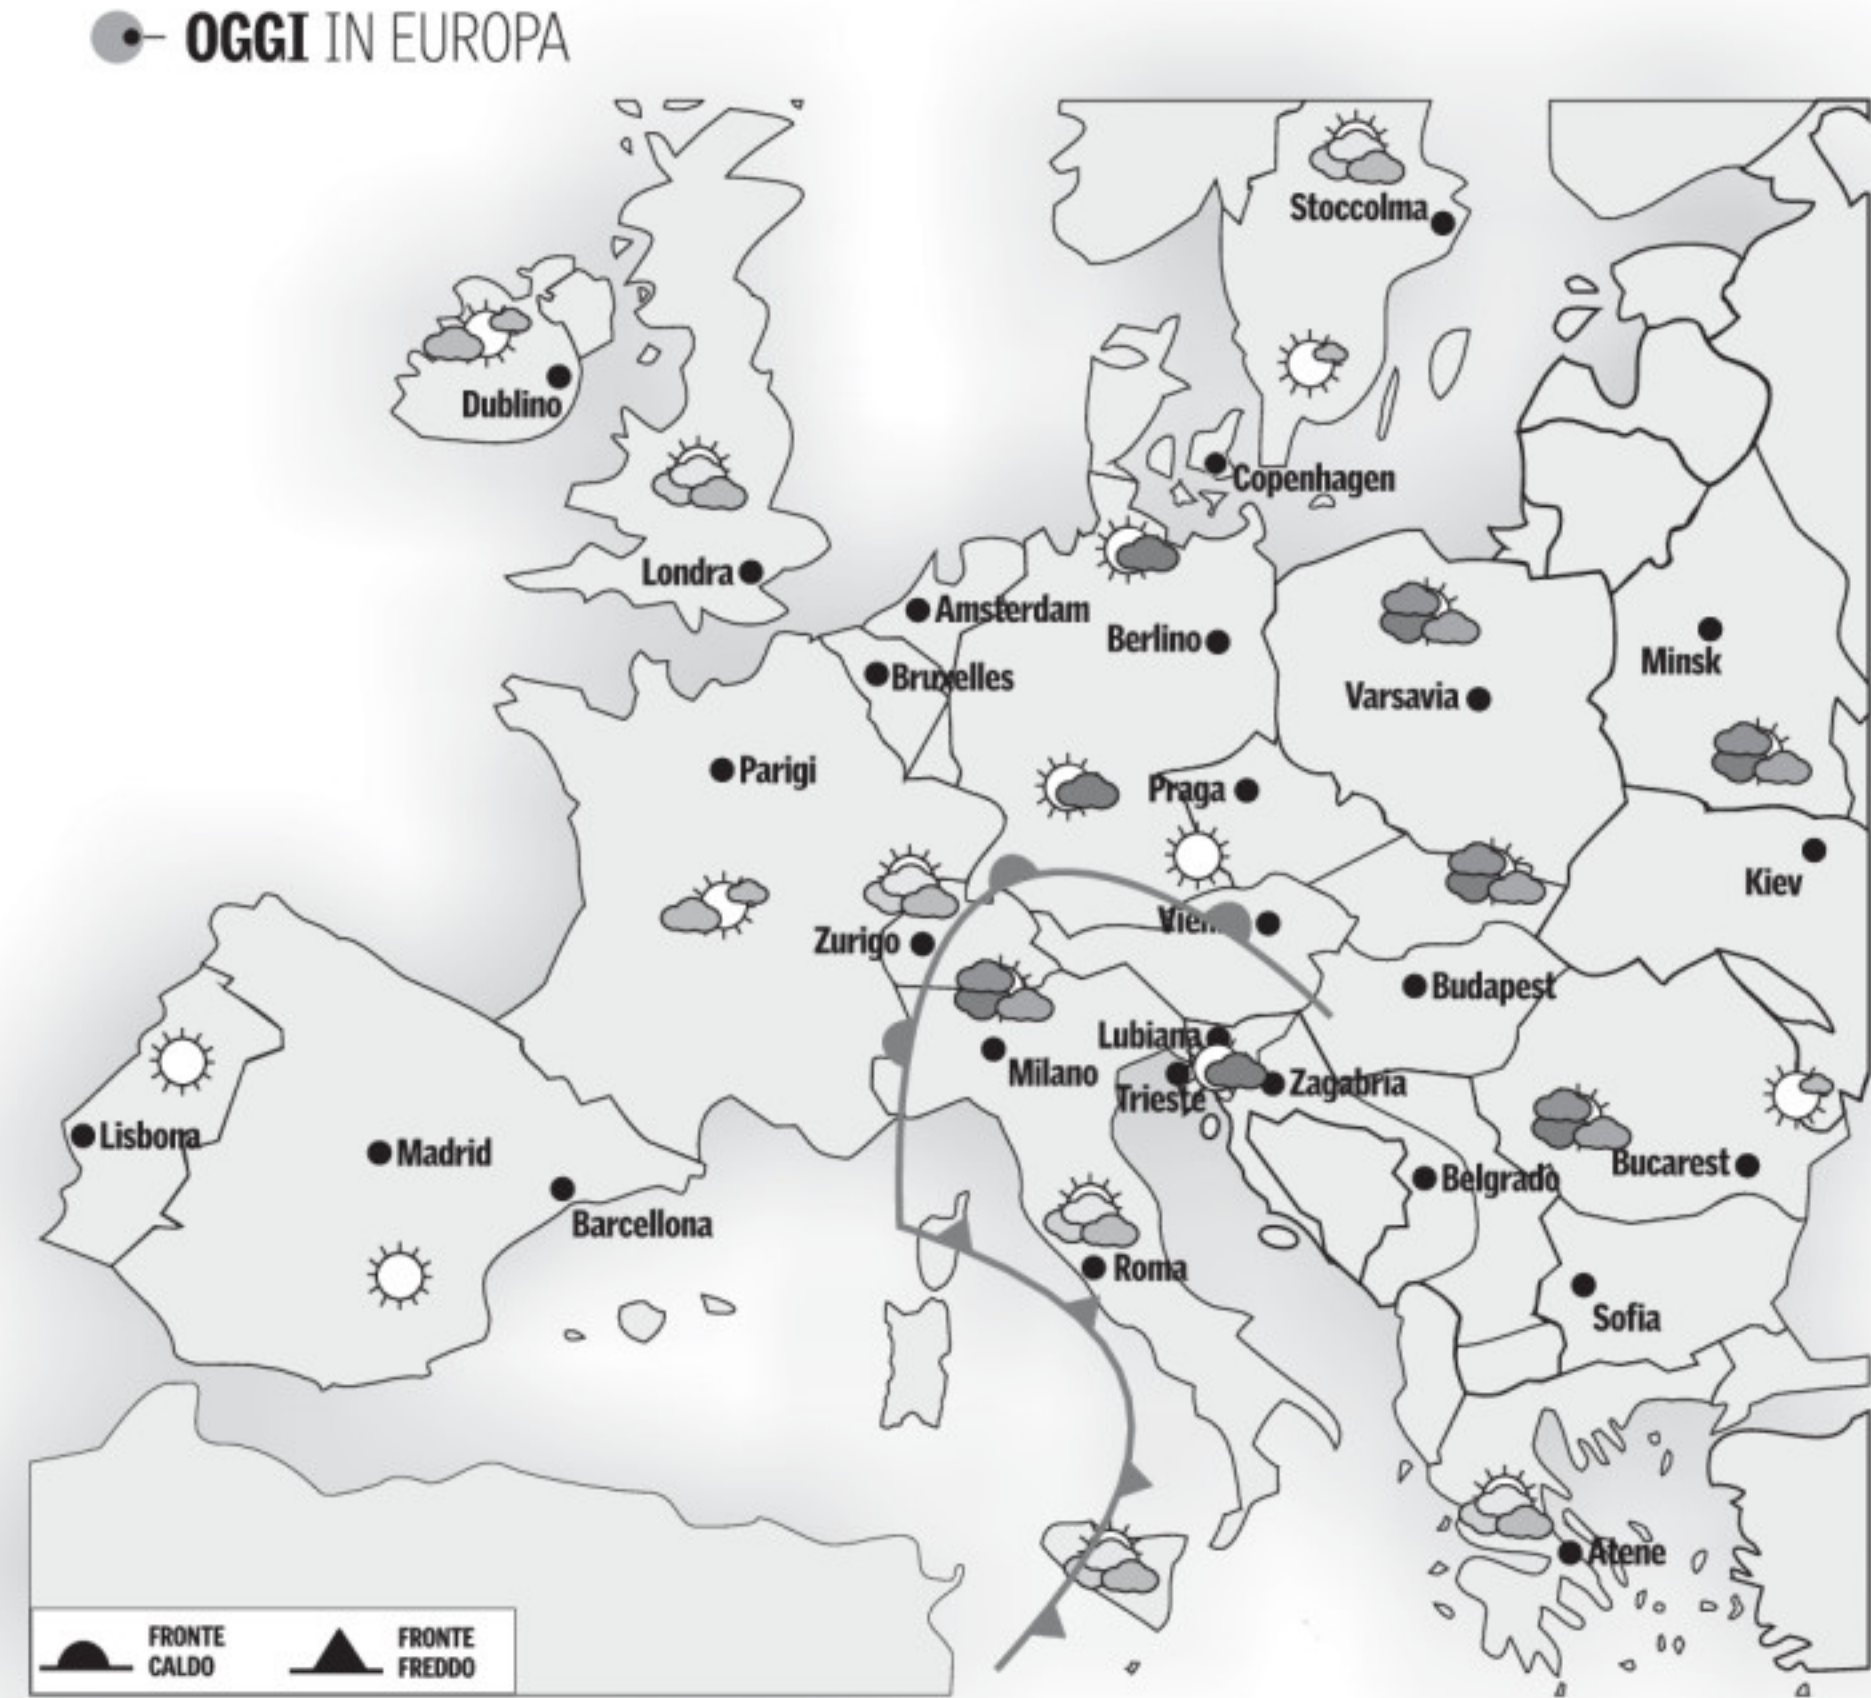 OGGI IN EUROPA
Stoccolma
Dublino
Copenhagen
Londra
Amsterdam
Berlino
Minsk
Bruxelles
Varsavia
Parigi
Praga
Kiev
Zurigo
Budapest
Lubiana
Milano
Zagabria
Trieste
Lisbona
Madrid
Bucarest
Belgrado
Barcellona
Roma
Sofia
Atene
FRONTE
CALDO
FRONTE
FREDDO